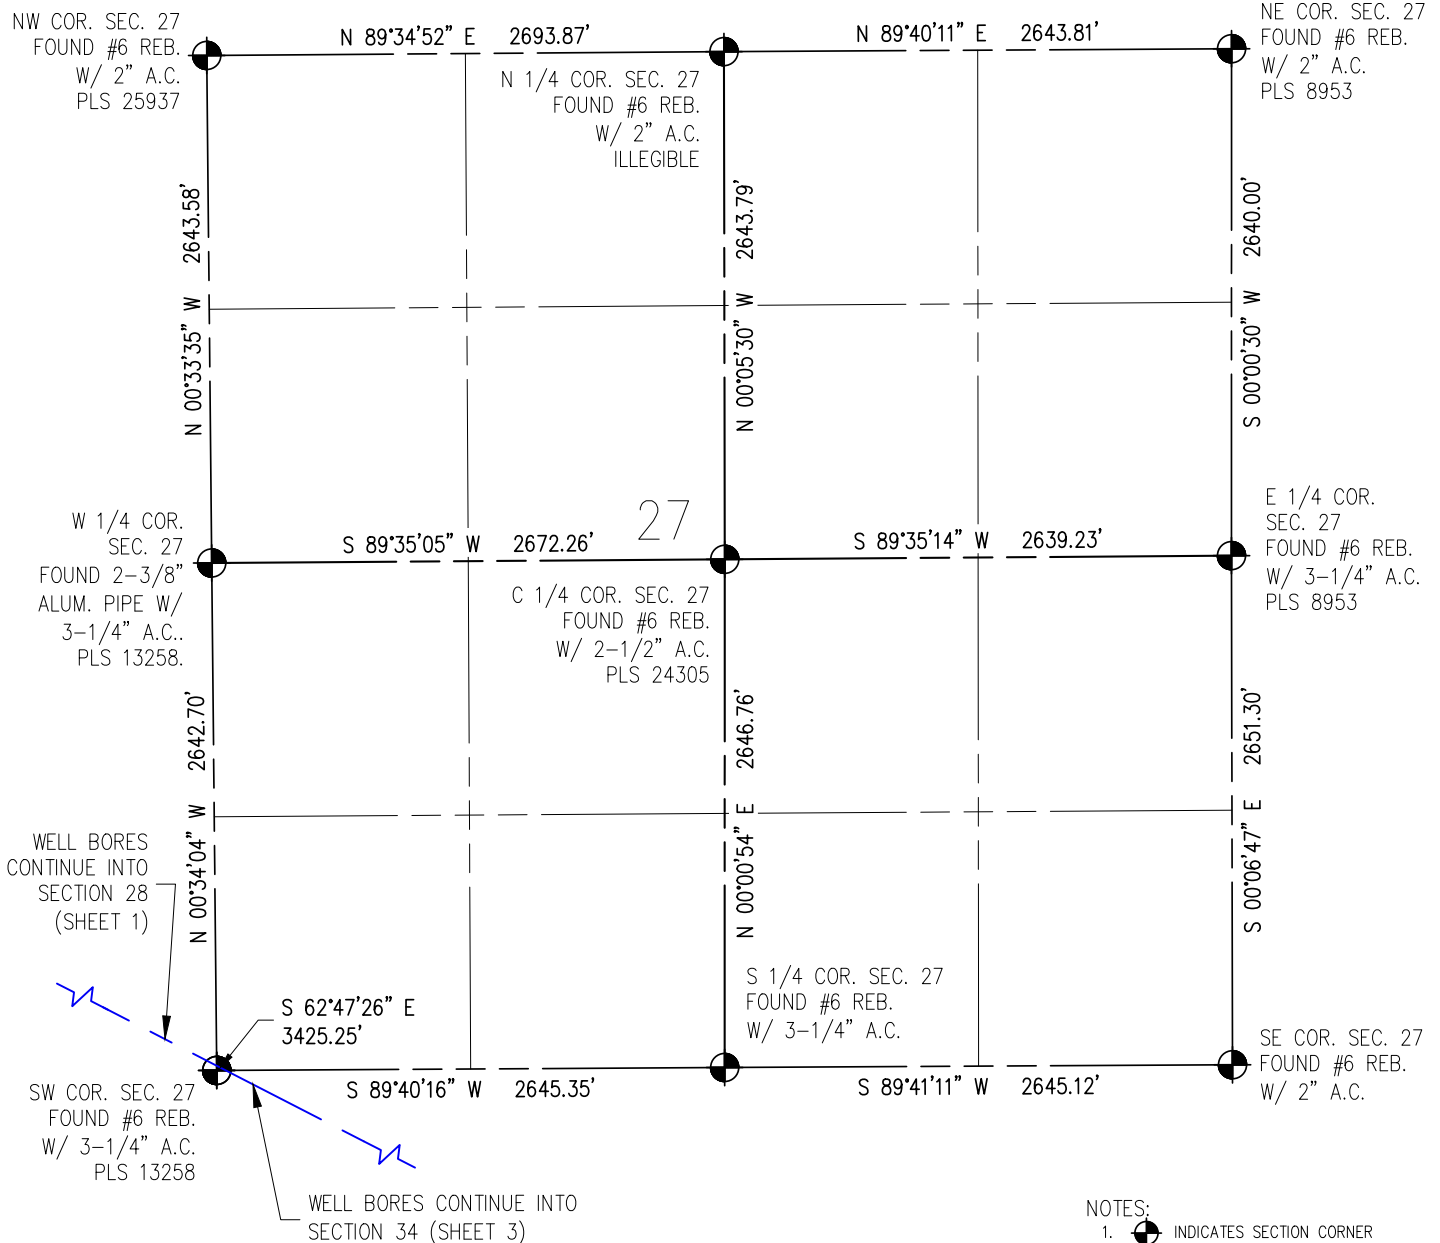 NW COR. SEC. 27
FOUND #6 REB.
W/ 2" A.C.
PLS 25937
N 89°34'52" E 2693.87'
N 1/4 COR. SEC. 27
FOUND #6 REB.
W/ 2" A.C.
ILLEGIBLE
N 89°40'11" E 2643.81'
NE COR. SEC. 27
FOUND #6 REB.
W/ 2" A.C.
PLS 8953
N 00°33'35" W 2643.58'
N 00°05'30" W 2643.79'
S 00°00'30" W 2640.00'
W 1/4 COR.
SEC. 27
FOUND 2-3/8"
ALUM. PIPE W/
3-1/4" A.C..
PLS 13258.
S 89°35'05" W 2672.26'
27
C 1/4 COR. SEC. 27
FOUND #6 REB.
W/ 2-1/2" A.C.
PLS 24305
S 89°35'14" W 2639.23'
E 1/4 COR.
SEC. 27
FOUND #6 REB.
W/ 3-1/4" A.C.
PLS 8953
N 00°34'04" W 2642.70'
N 00°00'54" E 2646.76'
S 00°06'47" E 2651.30'
WELL BORES
CONTINUE INTO
SECTION 28
(SHEET 1)
S 62°47'26" E
3425.25'
SW COR. SEC. 27
FOUND #6 REB.
W/ 3-1/4" A.C.
PLS 13258
S 89°40'16" W 2645.35'
S 1/4 COR. SEC. 27
FOUND #6 REB.
W/ 3-1/4" A.C.
S 89°41'11" W 2645.12'
SE COR. SEC. 27
FOUND #6 REB.
W/ 2" A.C.
WELL BORES CONTINUE INTO
SECTION 34 (SHEET 3)
NOTES:
1. INDICATES SECTION CORNER